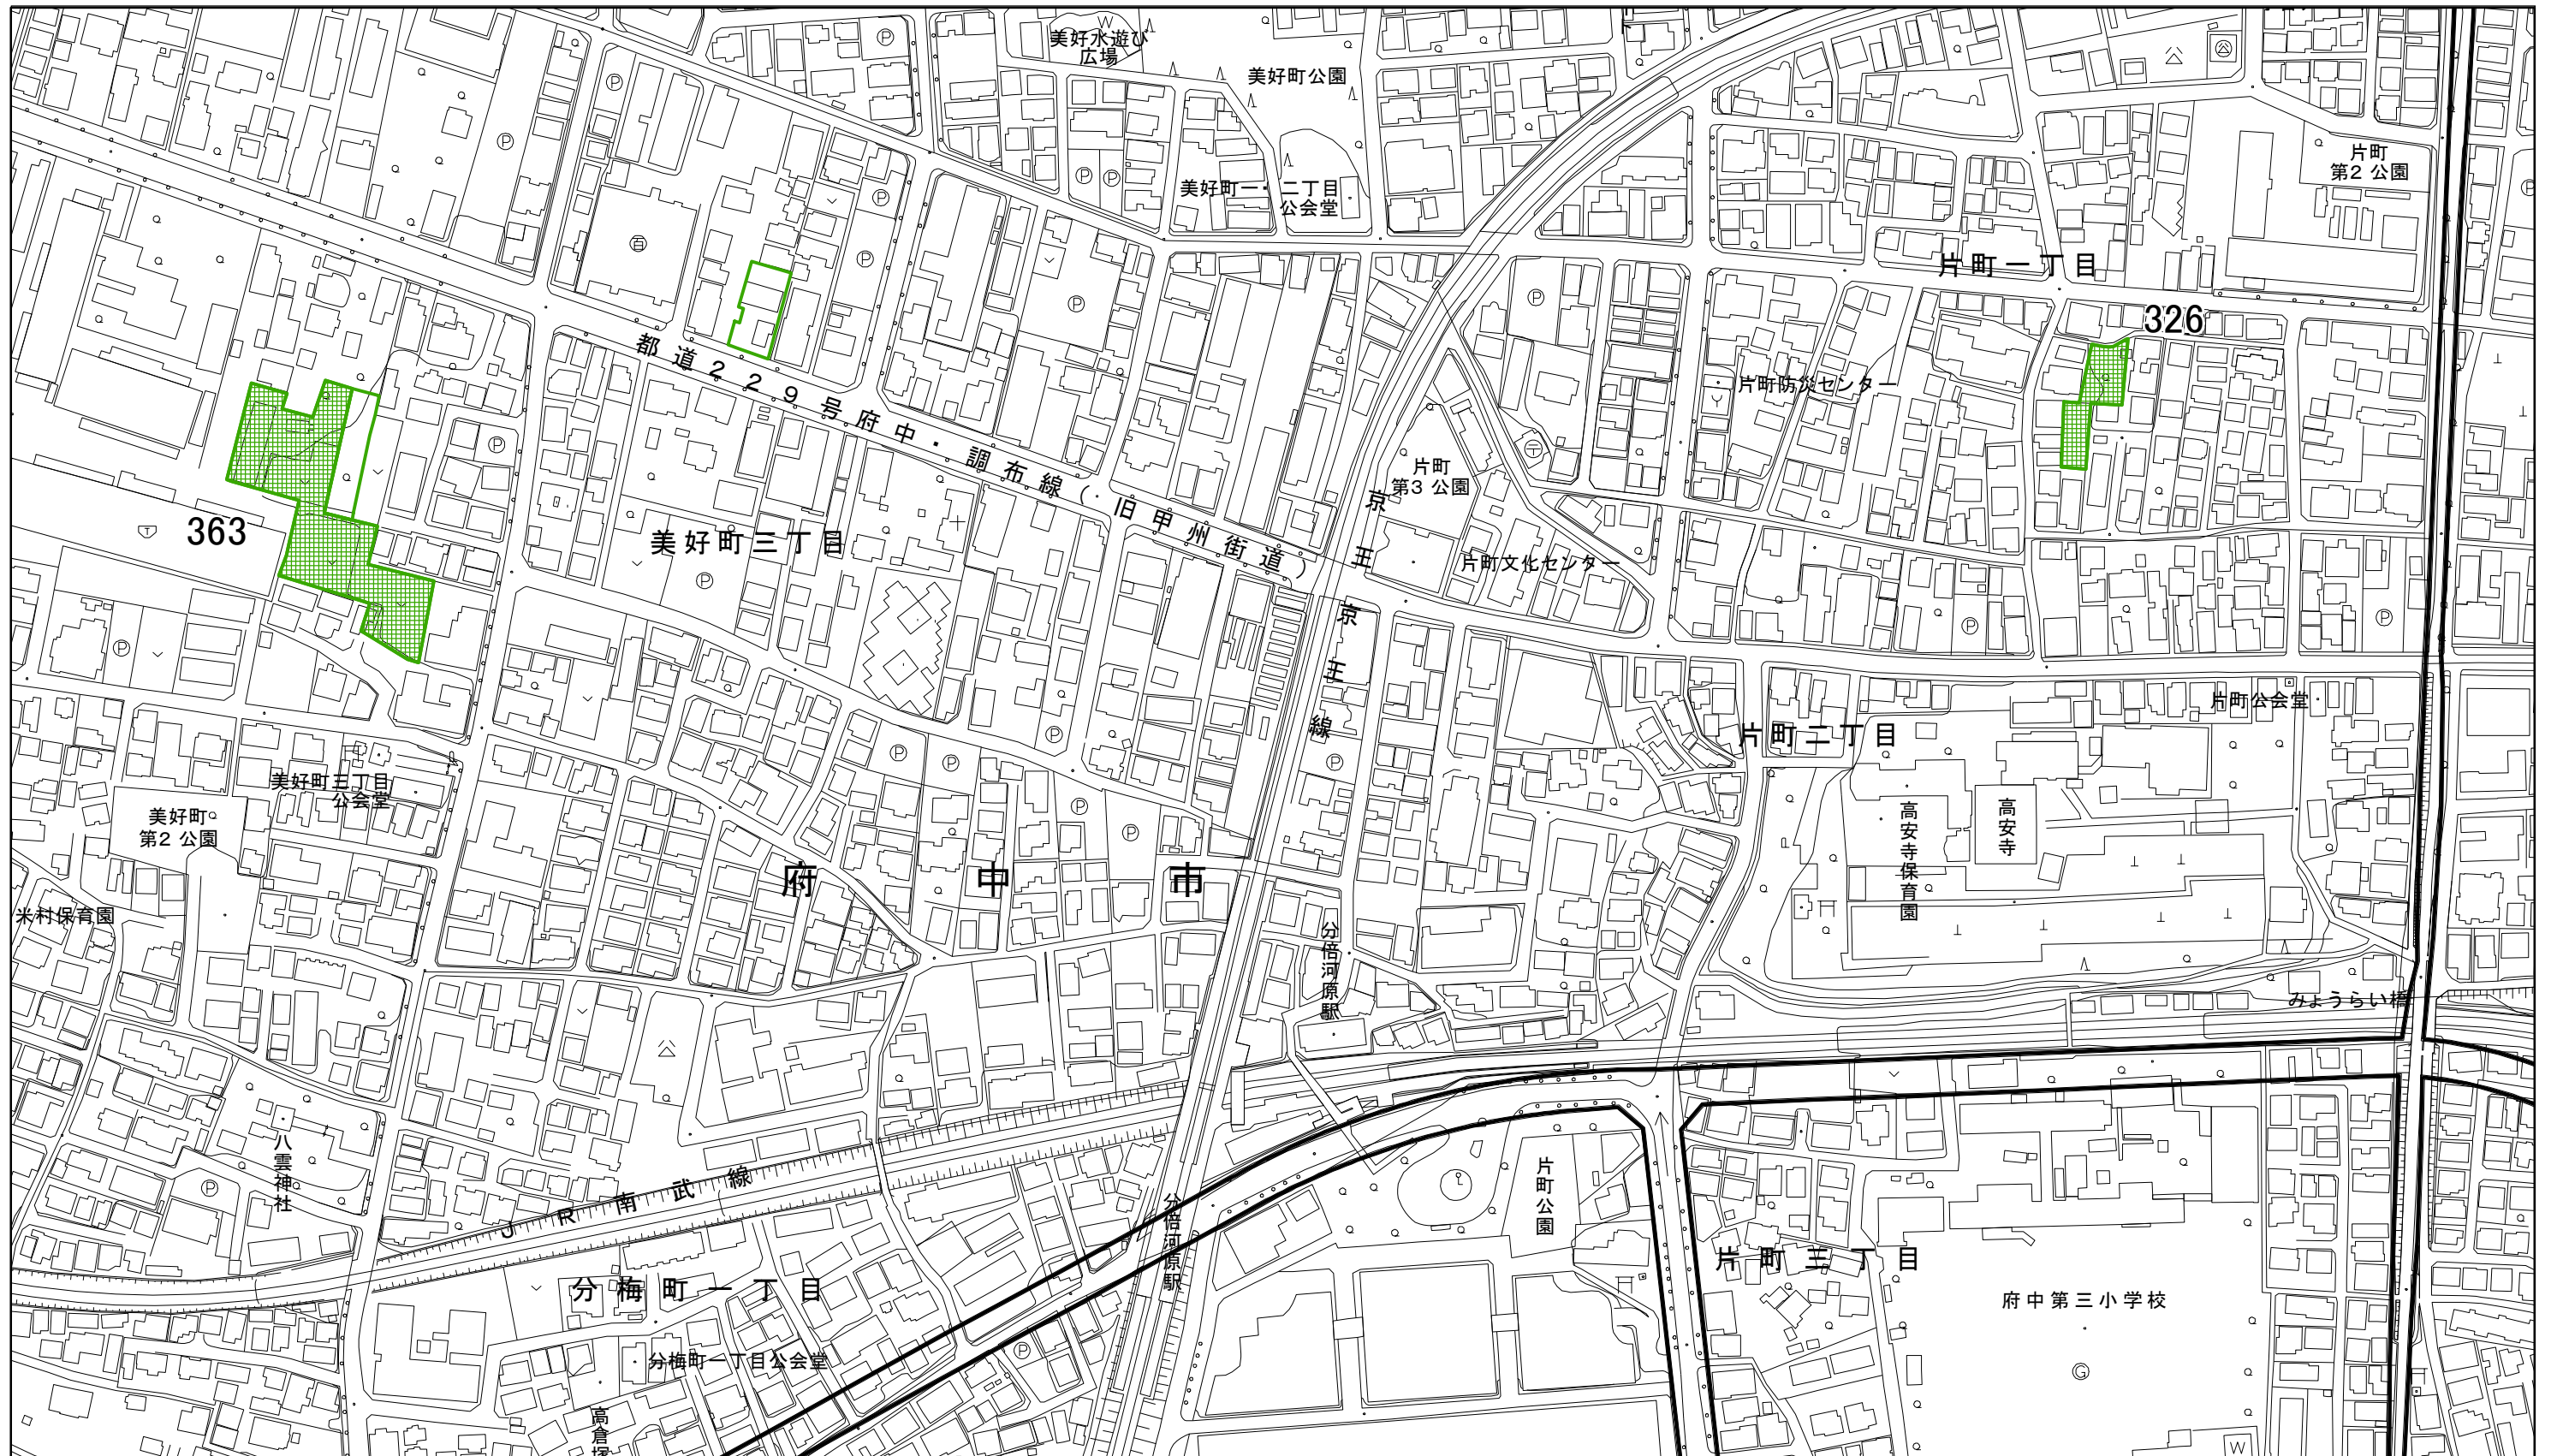 美好水遊び
広場
美好町公園
美好町一・二丁目
公会堂
片町
第2 公園
片町一丁目
326
都道229号府中・調布線(旧甲州街道)
片町防災センター
片町
第3 公園
京王
京王線
363
美好町三丁目
片町文化センター
片町公会堂
片町二丁目
美好町三丁目
公会堂
美好町
第2 公園
高安寺保育園
高安寺
府中市
米村保育園
分倍河原駅
みょうらい橋
八雲神社
JR南武線
分倍河原駅
片町公園
片町三丁目
分梅町一丁目
府中第三小学校
分梅町一丁目公会堂
高倉塚